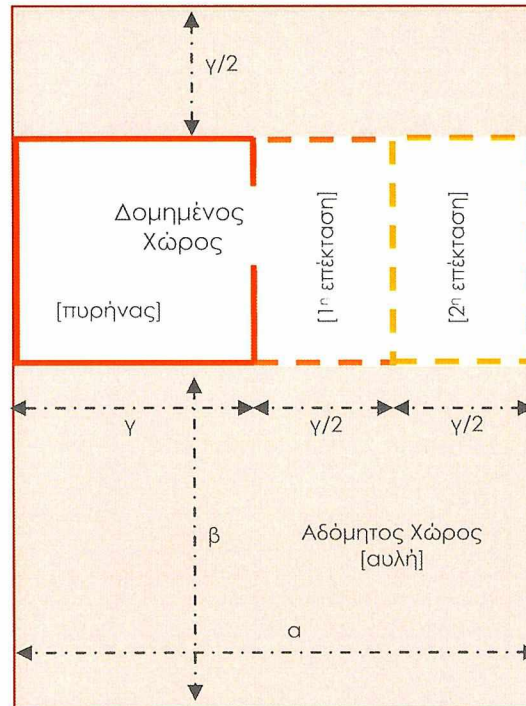 γ/2
Δομημένος
Χώρος
[πυρήνας]
[1η επέκταση]
[2η επέκταση]
γ
γ/2
γ/2
β
Αδόμητος Χώρος
[αυλή]
α